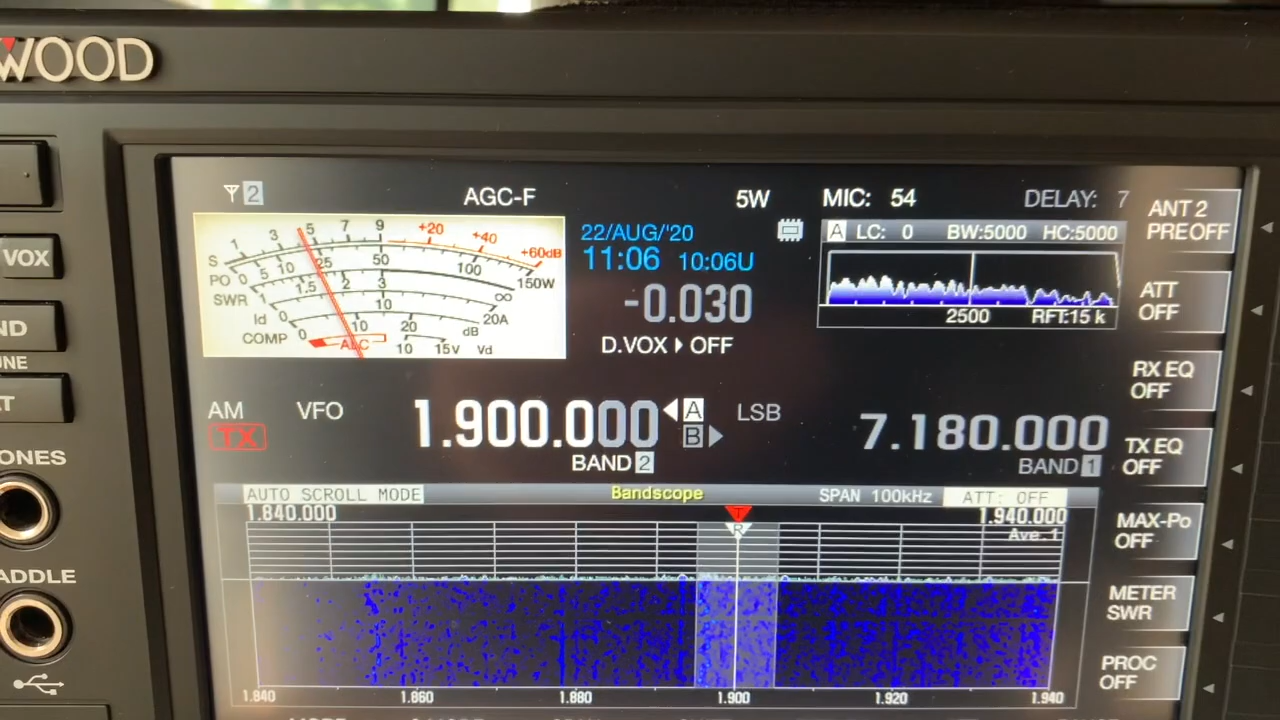 WOOD
VOX
ONES
2
AGC-F
5W
MIC: 54
DELAY: 7
S 1 3 5 7 9 +20 +40 +60dB
PO 0 5 10 25 50 100 150W
SWR 1 1.5 2 3 ∞
Id 0 10 20A
COMP 0 10 20 dB
ALC 10 15V Vd
22/AUG/'20
11:06 10:06U
-0.030
D.VOX OFF
A LC: 0 BW:5000 HC:5000
2500 RFT:15 k
AM
TX
VFO
1.900.000
BAND 2
A
B
LSB
7.180.000
BAND 1
AUTO SCROLL MODE
Bandscope
SPAN 100kHz
ATT: OFF
1.840.000
1.940.000
Ave.1
T
R
1.840 1.860 1.880 1.900 1.920 1.940
ANT 2
PRE OFF
ATT
OFF
RX EQ
OFF
TX EQ
OFF
MAX-Po
OFF
METER
SWR
PROC
OFF